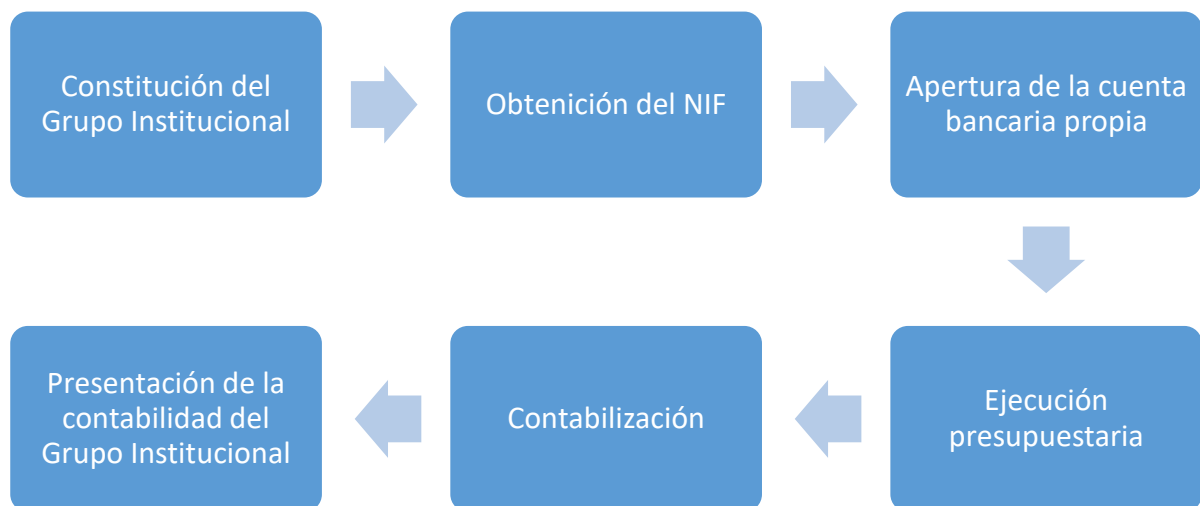 Constitución del
Grupo Institucional
Obtenición del NIF
Apertura de la cuenta
bancaria propia
Ejecución
presupuestaria
Contabilización
Presentación de la
contabilidad del
Grupo Institucional